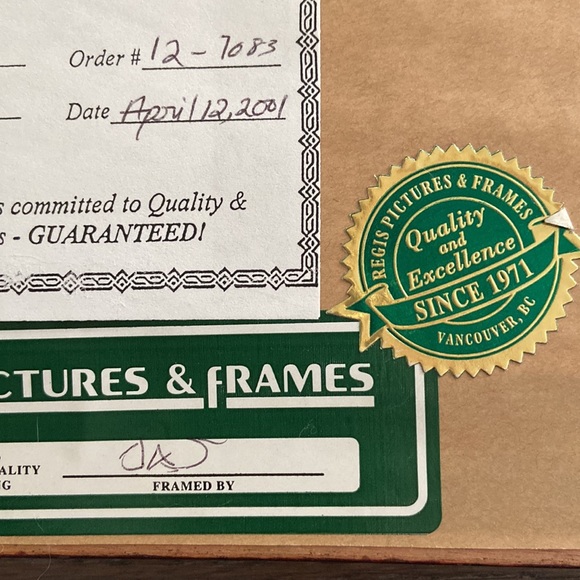 Order # 12-7083
Date April 12, 2001
s committed to Quality &
s - GUARANTEED!
REGIS PICTURES & FRAMES
Quality
and
Excellence
SINCE 1971
VANCOUVER, BC
CTURES & FRAMES
ALITY
NG
FRAMED BY